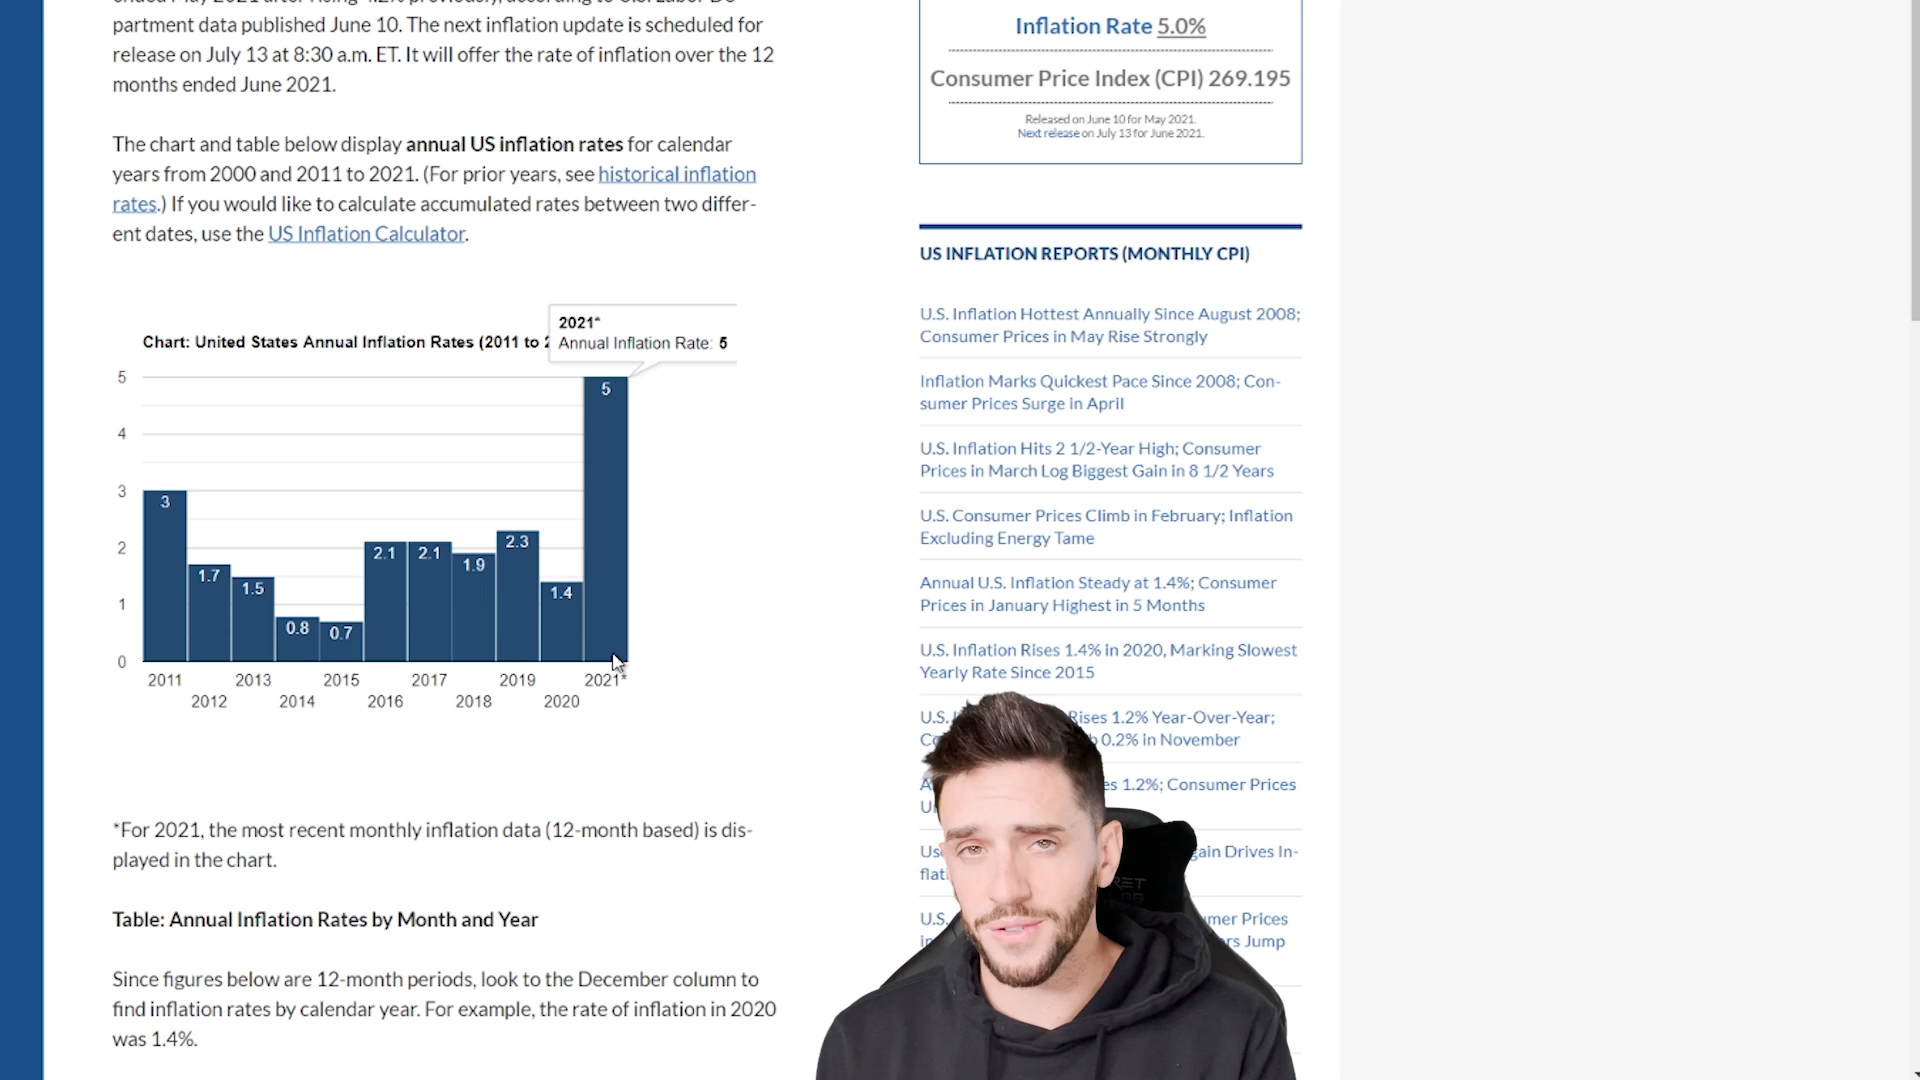 partment data published June 10. The next inflation update is scheduled for
release on July 13 at 8:30 a.m. ET. It will offer the rate of inflation over the 12
months ended June 2021.
The chart and table below display annual US inflation rates for calendar
years from 2000 and 2011 to 2021. (For prior years, see historical inflation
rates.) If you would like to calculate accumulated rates between two differ-
ent dates, use the US Inflation Calculator.
2021*
Annual Inflation Rate: 5
Chart: United States Annual Inflation Rates (2011 to
5
4
3
2
1
0
3
1.7
1.5
0.8
0.7
2.1
2.1
1.9
2.3
1.4
5
2011
2012
2013
2014
2015
2016
2017
2018
2019
2020
2021*
*For 2021, the most recent monthly inflation data (12-month based) is dis-
played in the chart.
Table: Annual Inflation Rates by Month and Year
Since figures below are 12-month periods, look to the December column to
find inflation rates by calendar year. For example, the rate of inflation in 2020
was 1.4%.
Inflation Rate 5.0%
Consumer Price Index (CPI) 269.195
Released on June 10 for May 2021.
Next release on July 13 for June 2021.
US INFLATION REPORTS (MONTHLY CPI)
U.S. Inflation Hottest Annually Since August 2008;
Consumer Prices in May Rise Strongly
Inflation Marks Quickest Pace Since 2008; Con-
sumer Prices Surge in April
U.S. Inflation Hits 2 1/2-Year High; Consumer
Prices in March Log Biggest Gain in 8 1/2 Years
U.S. Consumer Prices Climb in February; Inflation
Excluding Energy Tame
Annual U.S. Inflation Steady at 1.4%; Consumer
Prices in January Highest in 5 Months
U.S. Inflation Rises 1.4% in 2020, Marking Slowest
Yearly Rate Since 2015
U.S. Rises 1.2% Year-Over-Year;
0.2% in November
1.2%; Consumer Prices
Drives In-
U.S. Prices
Jump